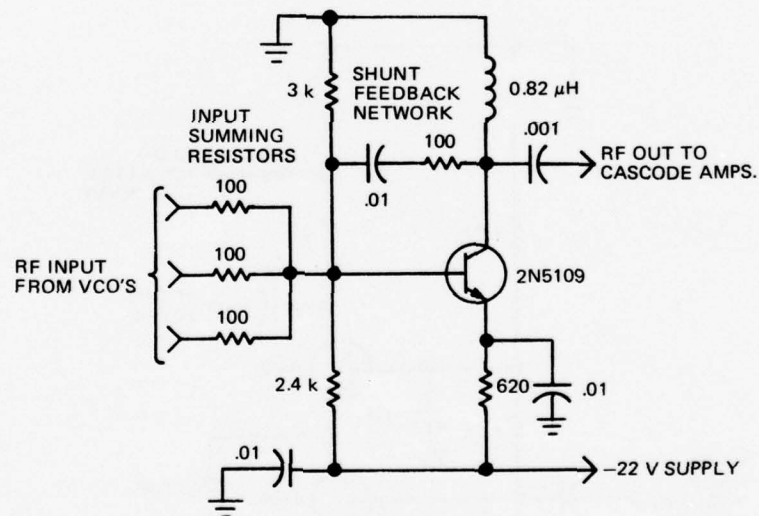 3 k
SHUNT
FEEDBACK
NETWORK
0.82 μH
INPUT
SUMMING
RESISTORS
100
.001
RF OUT TO
CASCODE AMPS.
100
.01
RF INPUT
FROM VCO'S
100
2N5109
100
2.4 k
620
.01
.01
−22 V SUPPLY